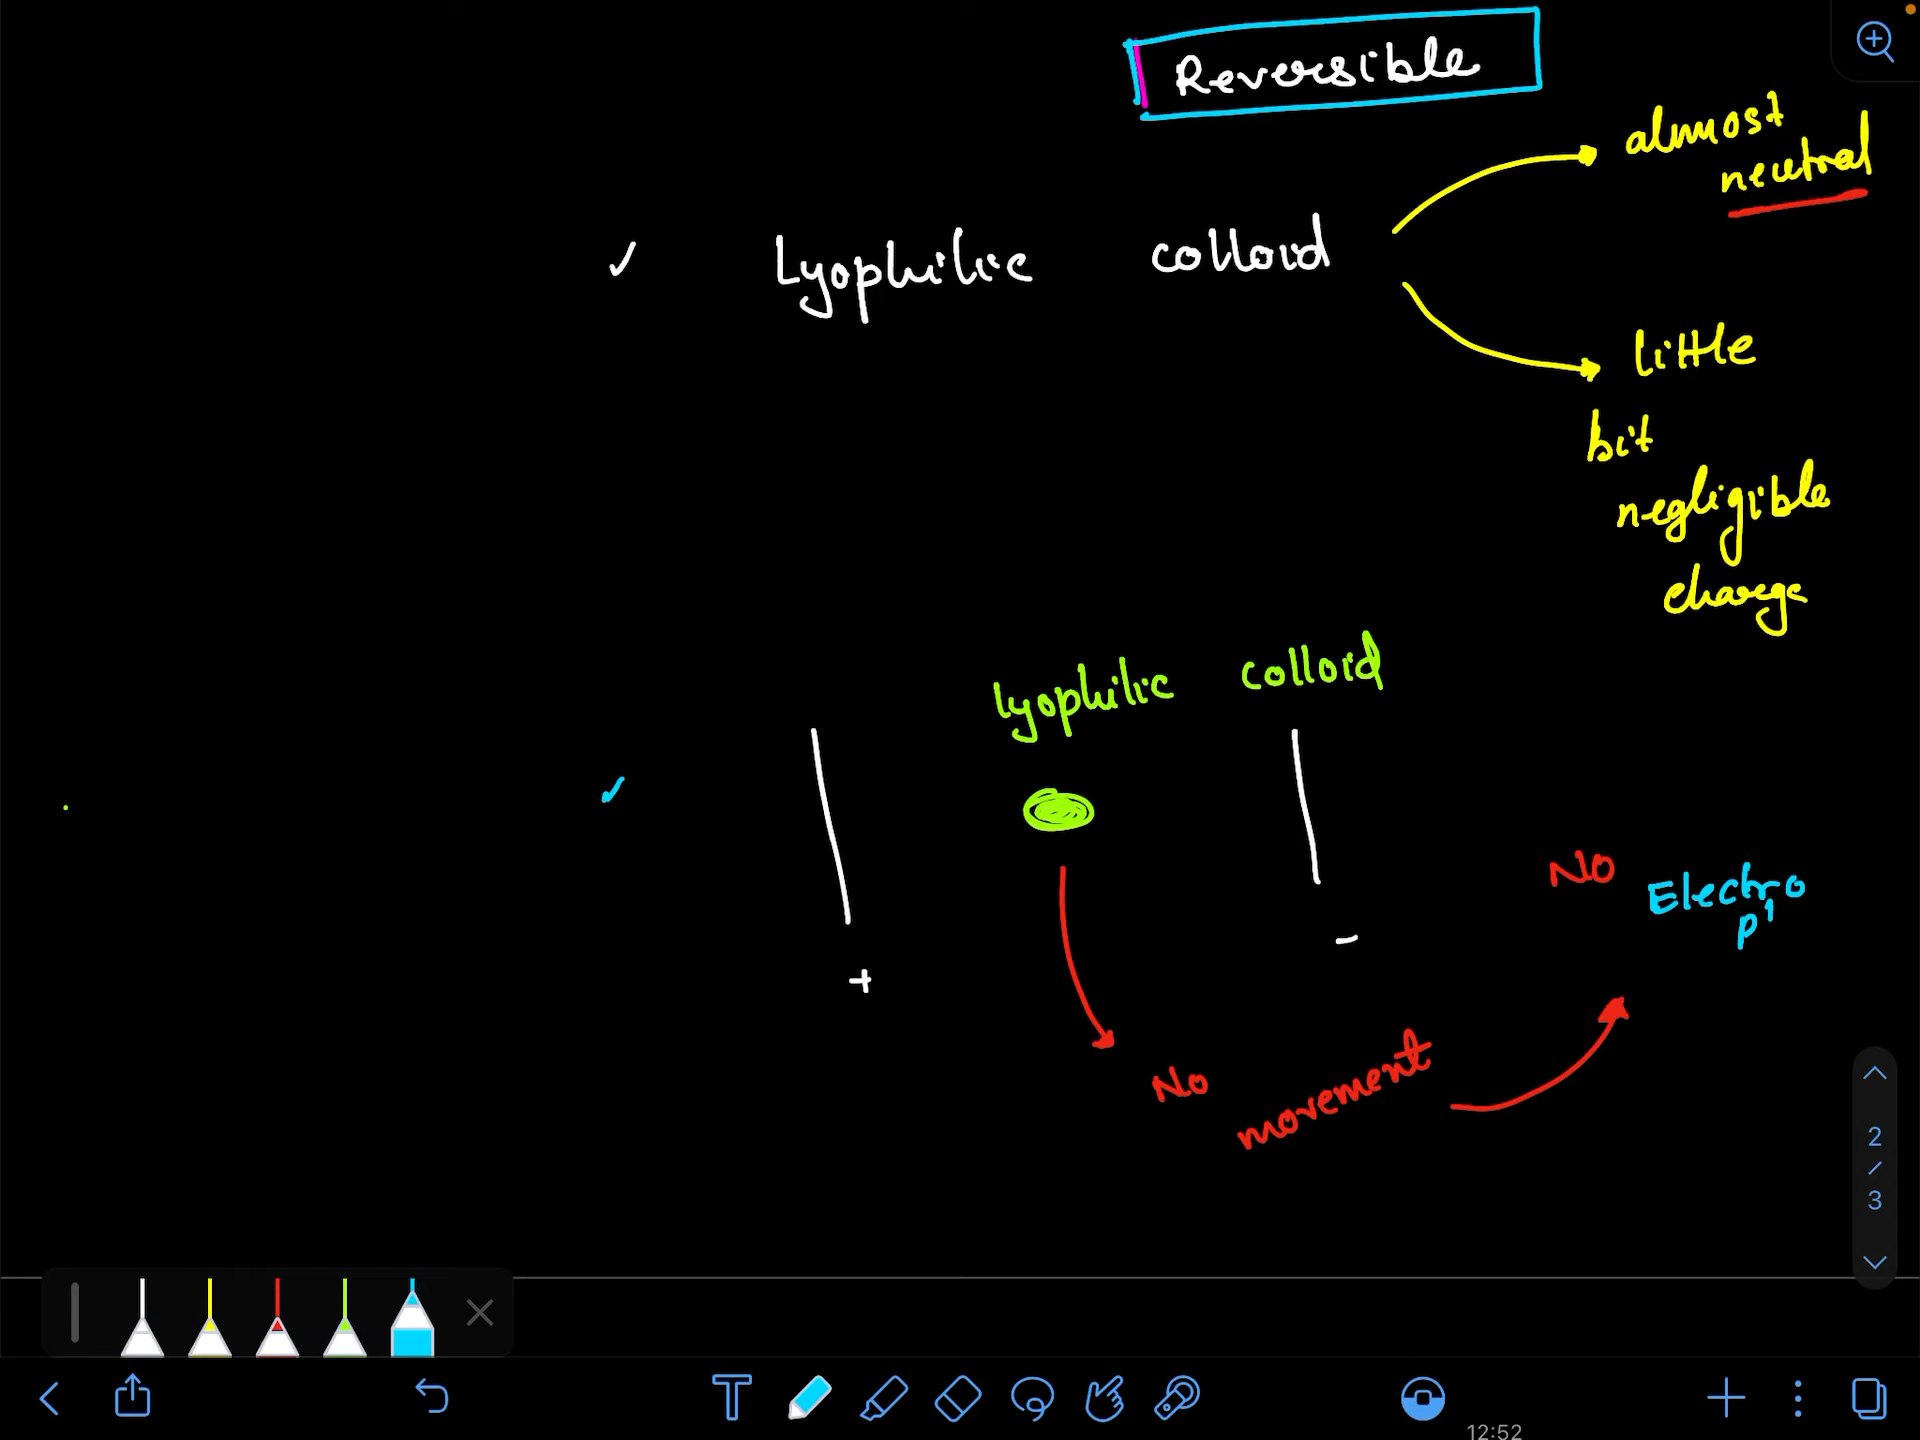 Reversible
almost
neutral
Lyophilic colloid
little
bit
negligible
charge
lyophilic colloid
No
Electro
p
+
-
No movement
2
/
3
12:52